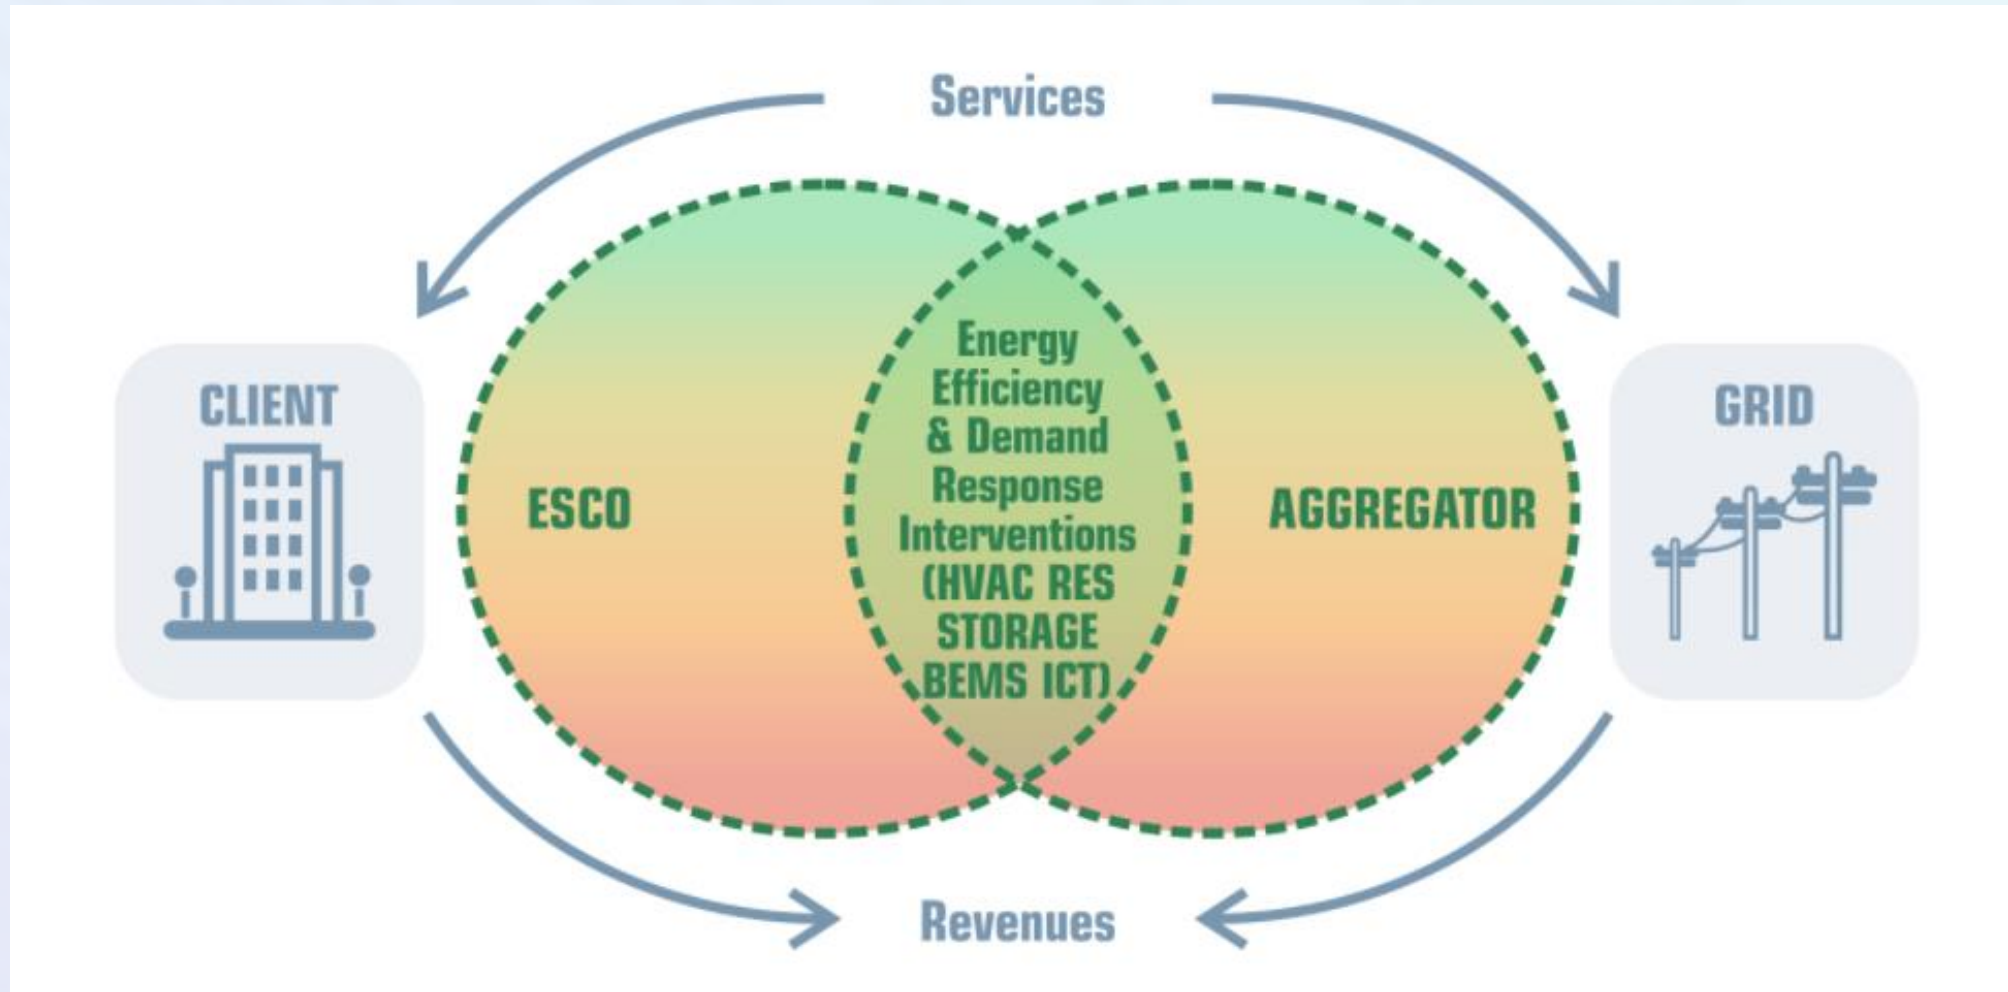 Services
CLIENT
GRID
ESCO
Energy
Efficiency
& Demand
Response
Interventions
(HVAC RES
STORAGE
BEMS ICT)
AGGREGATOR
Revenues